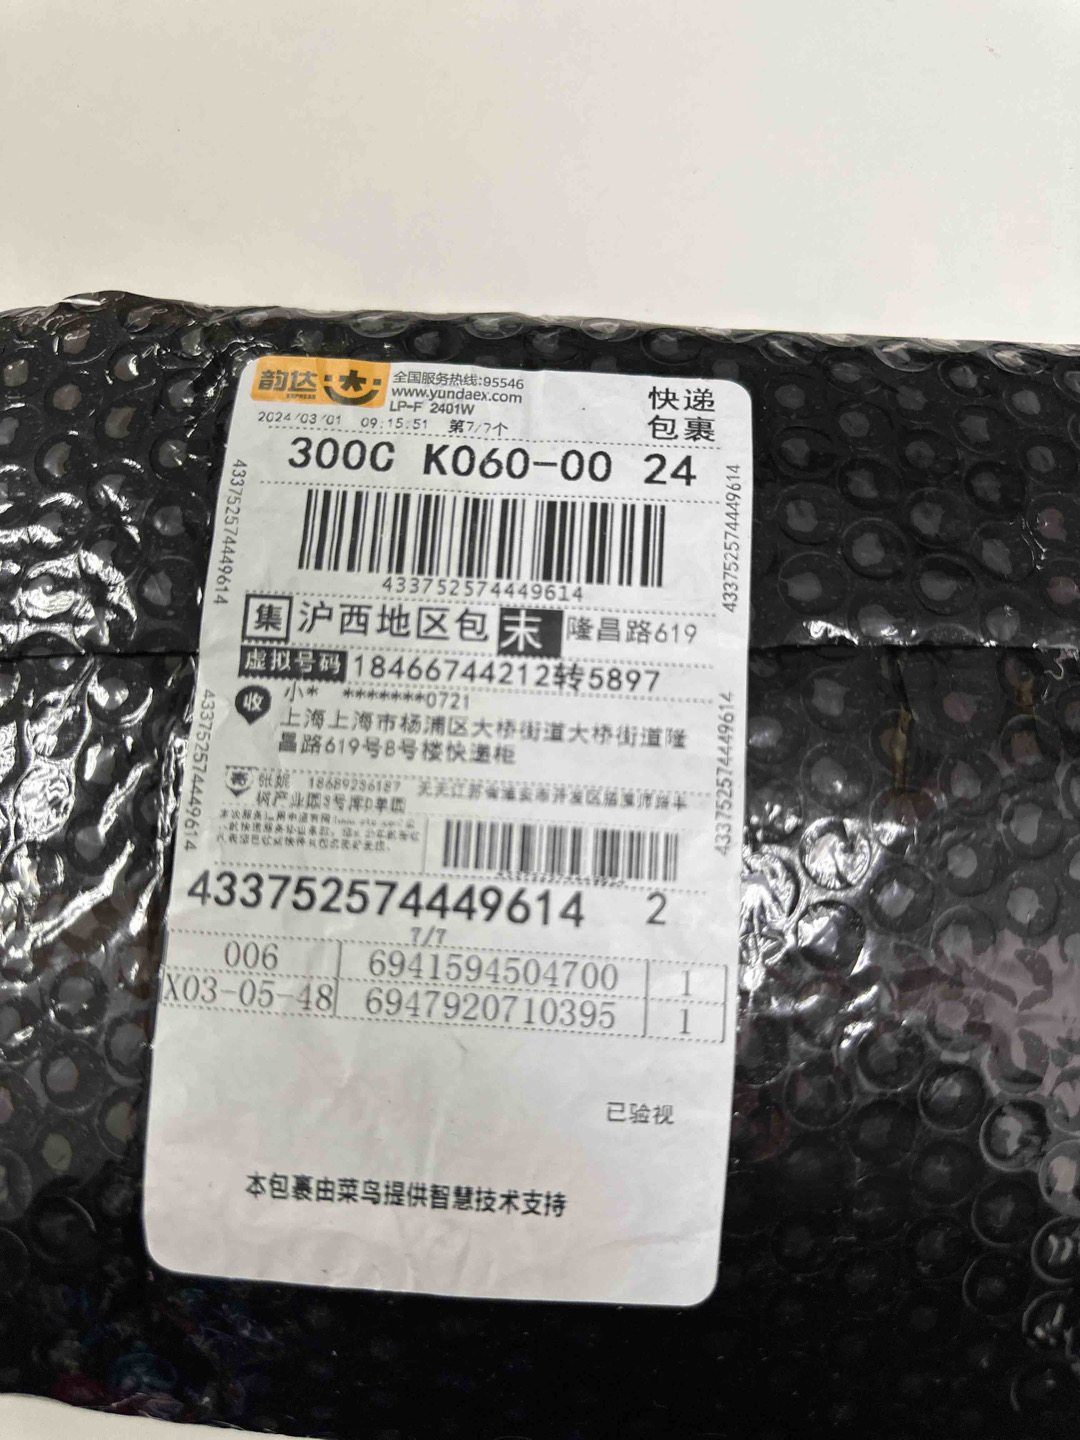 韵达
EXPRESS
全国服务热线:95546
www.yundaex.com
LP-F 2401W
快递
包裹
2024/03/01 09:15:51 第7/7个
300C K060-00 24
433752574449614
433752574449614
433752574449614
集 沪西地区包 末 隆昌路619
虚拟号码 18466744212转5897
收 小* *******0721
上海上海市杨浦区大桥街道大桥街道隆
昌路619号8号楼快递柜
433752574449614
433752574449614
433752574449614 2
7/7
006 6941594504700 1
X03-05-48 6947920710395 1
已验视
本包裹由菜鸟提供智慧技术支持